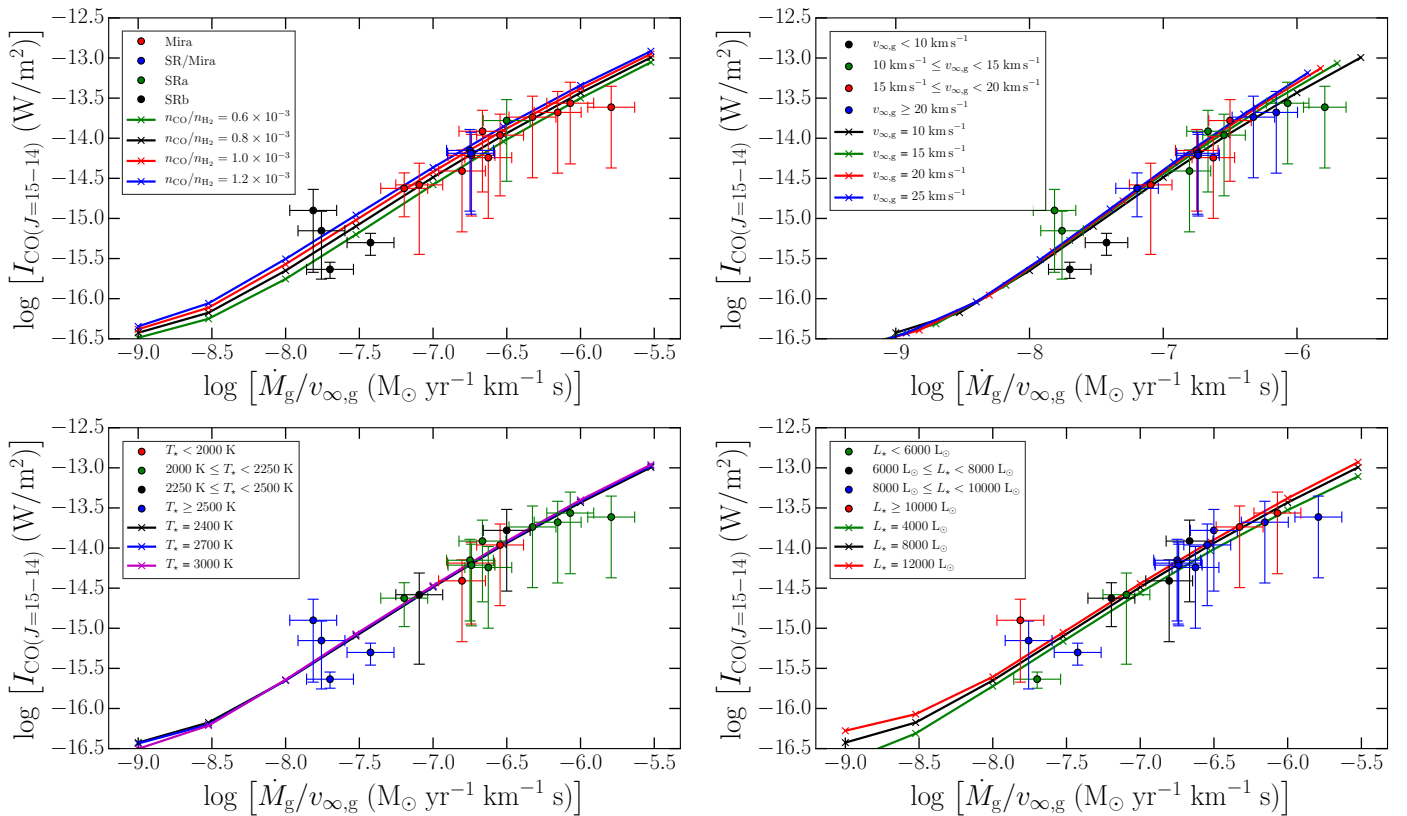 log [I_CO(J=15−14) (W/m²)]
−12.5
−13.0
−13.5
−14.0
−14.5
−15.0
−15.5
−16.0
−16.5
Mira
SR/Mira
SRa
SRb
n_CO/n_H₂ = 0.6 × 10⁻³
n_CO/n_H₂ = 0.8 × 10⁻³
n_CO/n_H₂ = 1.0 × 10⁻³
n_CO/n_H₂ = 1.2 × 10⁻³
−9.0 −8.5 −8.0 −7.5 −7.0 −6.5 −6.0 −5.5
log [Ṁ_g/v_∞,g (M_⊙ yr⁻¹ km⁻¹ s)]
log [I_CO(J=15−14) (W/m²)]
−12.5
−13.0
−13.5
−14.0
−14.5
−15.0
−15.5
−16.0
−16.5
v_∞,g < 10 km s⁻¹
10 km s⁻¹ ≤ v_∞,g < 15 km s⁻¹
15 km s⁻¹ ≤ v_∞,g < 20 km s⁻¹
v_∞,g ≥ 20 km s⁻¹
v_∞,g = 10 km s⁻¹
v_∞,g = 15 km s⁻¹
v_∞,g = 20 km s⁻¹
v_∞,g = 25 km s⁻¹
−9 −8 −7 −6
log [Ṁ_g/v_∞,g (M_⊙ yr⁻¹ km⁻¹ s)]
log [I_CO(J=15−14) (W/m²)]
−12.5
−13.0
−13.5
−14.0
−14.5
−15.0
−15.5
−16.0
−16.5
T⋆ < 2000 K
2000 K ≤ T⋆ < 2250 K
2250 K ≤ T⋆ < 2500 K
T⋆ ≥ 2500 K
T⋆ = 2400 K
T⋆ = 2700 K
T⋆ = 3000 K
−9.0 −8.5 −8.0 −7.5 −7.0 −6.5 −6.0 −5.5
log [Ṁ_g/v_∞,g (M_⊙ yr⁻¹ km⁻¹ s)]
log [I_CO(J=15−14) (W/m²)]
−12.5
−13.0
−13.5
−14.0
−14.5
−15.0
−15.5
−16.0
−16.5
L⋆ < 6000 L_⊙
6000 L_⊙ ≤ L⋆ < 8000 L_⊙
8000 L_⊙ ≤ L⋆ < 10000 L_⊙
L⋆ ≥ 10000 L_⊙
L⋆ = 4000 L_⊙
L⋆ = 8000 L_⊙
L⋆ = 12000 L_⊙
−9.0 −8.5 −8.0 −7.5 −7.0 −6.5 −6.0 −5.5
log [Ṁ_g/v_∞,g (M_⊙ yr⁻¹ km⁻¹ s)]